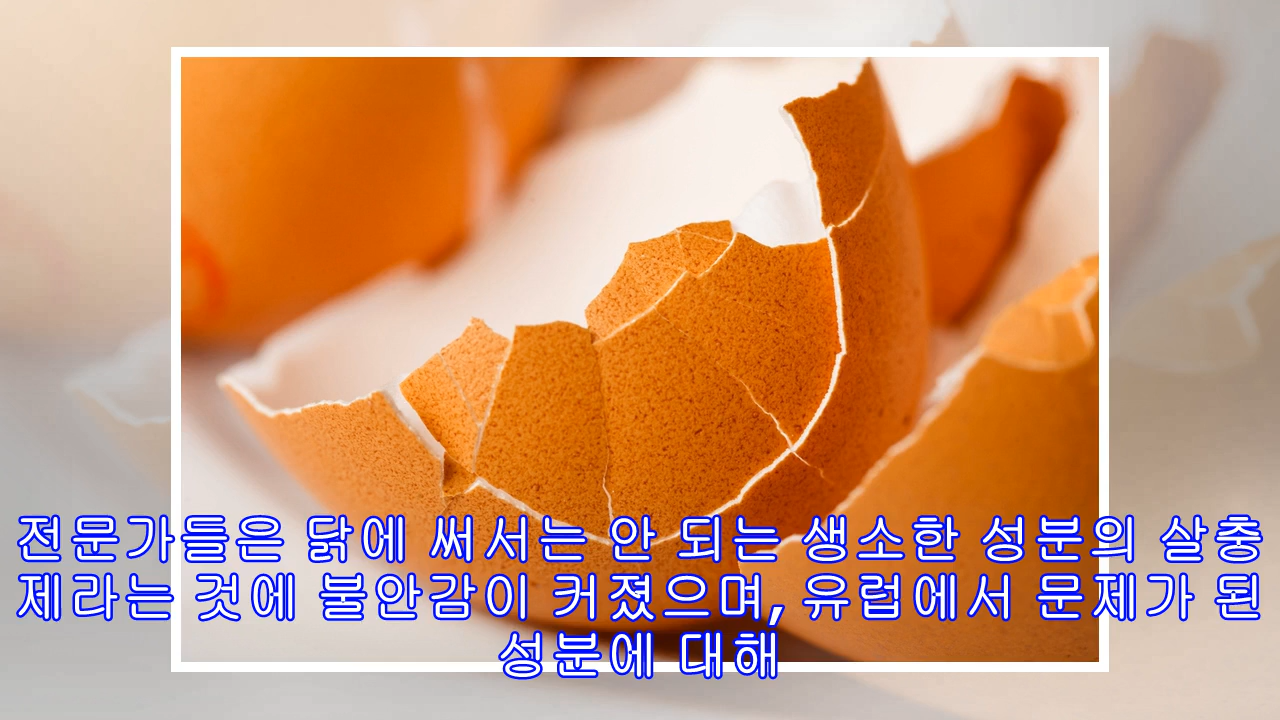 전문가들은 닭에 써서는 안 되는 생소한 성분의 살충
제라는 것에 불안감이 커졌으며, 유럽에서 문제가 된
성분에 대해